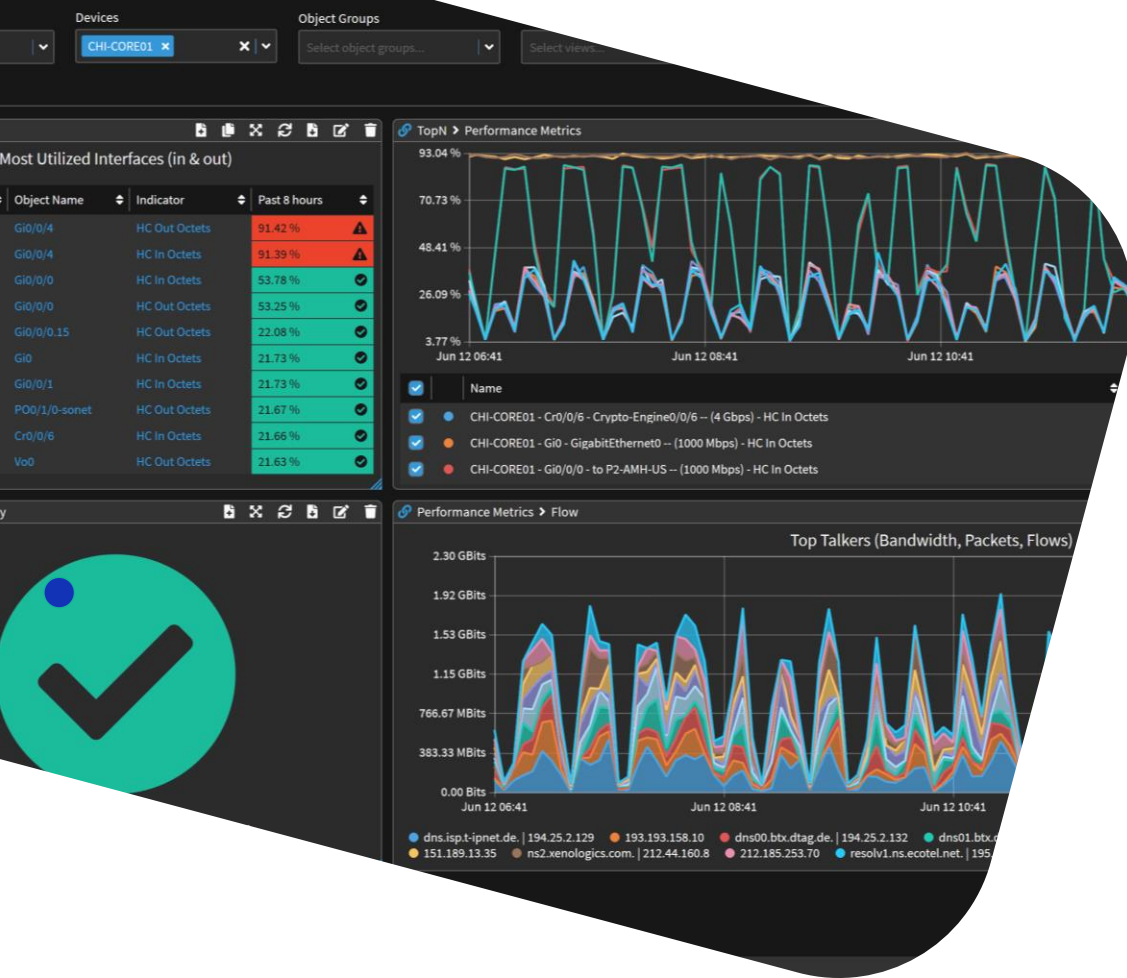 Devices
Object Groups
CHI-CORE01 ×
Select object groups...
Select views...
TopN > Performance Metrics
Most Utilized Interfaces (in & out)
Object Name Indicator Past 8 hours
Gi0/0/4 HC Out Octets 91.42 %
Gi0/0/4 HC In Octets 91.39 %
Gi0/0/0 HC In Octets 53.78 %
Gi0/0/0 HC Out Octets 53.25 %
Gi0/0/0.15 HC Out Octets 22.08 %
Gi0 HC In Octets 21.73 %
Gi0/0/1 HC In Octets 21.73 %
PO0/1/0-sonet HC Out Octets 21.67 %
Cr0/0/6 HC In Octets 21.66 %
Vo0 HC Out Octets 21.63 %
93.04 %
70.73 %
48.41 %
26.09 %
3.77 %
Jun 12 06:41 Jun 12 08:41 Jun 12 10:41
Name
CHI-CORE01 - Cr0/0/6 - Crypto-Engine0/0/6 -- (4 Gbps) - HC In Octets
CHI-CORE01 - Gi0 - GigabitEthernet0 -- (1000 Mbps) - HC In Octets
CHI-CORE01 - Gi0/0/0 - to P2-AMH-US -- (1000 Mbps) - HC In Octets
y
Performance Metrics > Flow
Top Talkers (Bandwidth, Packets, Flows)
2.30 GBits
1.92 GBits
1.53 GBits
1.15 GBits
766.67 MBits
383.33 MBits
0.00 Bits
Jun 12 06:41 Jun 12 08:41 Jun 12 10:41
dns.isp.t-ipnet.de. | 194.25.2.129 193.193.158.10 dns00.btx.dtag.de. | 194.25.2.132 dns01.btx.
151.189.13.35 ns2.xenologics.com. | 212.44.160.8 212.185.253.70 resolv1.ns.ecotel.net. | 195.